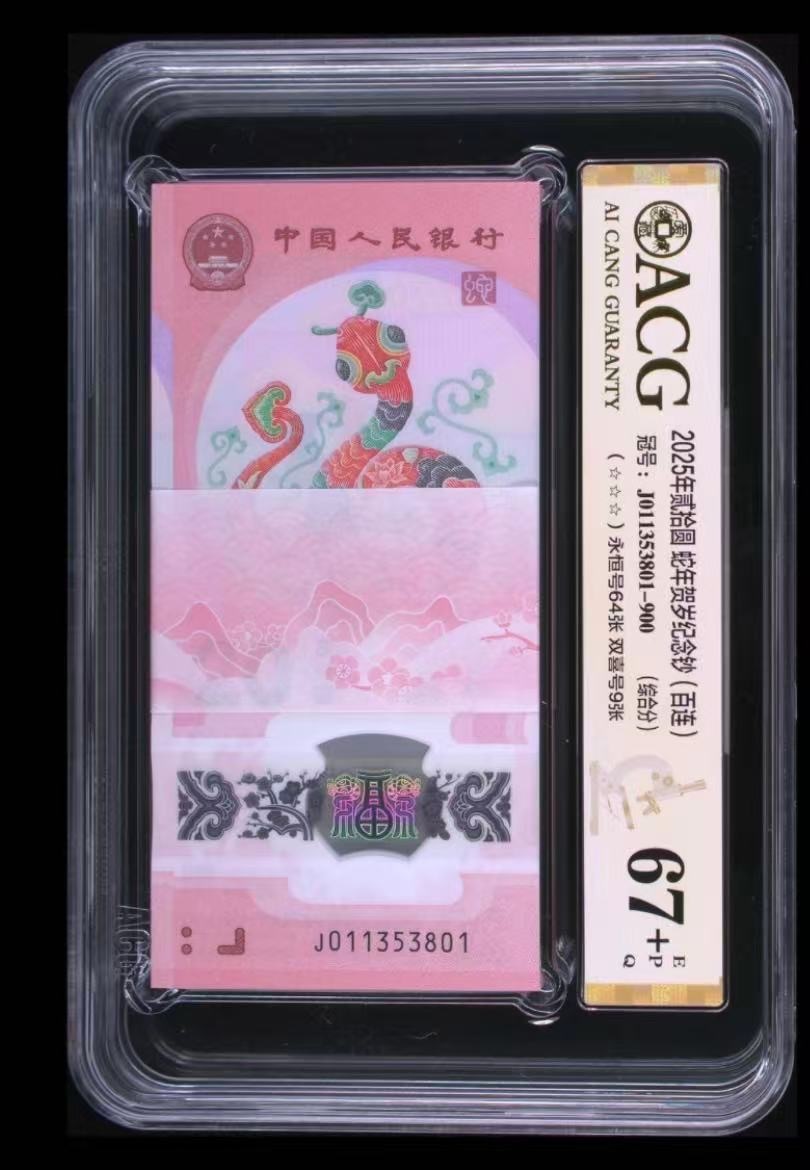 中国人民银行
蛇
J011353801
ACG
AI CANG GUARANTY
2025年贰拾圆 蛇年贺岁纪念钞（百连）
冠号：J011353801-900 （综合分）
（☆☆☆）永恒号64张 双喜号9张
67+
E
P
Q